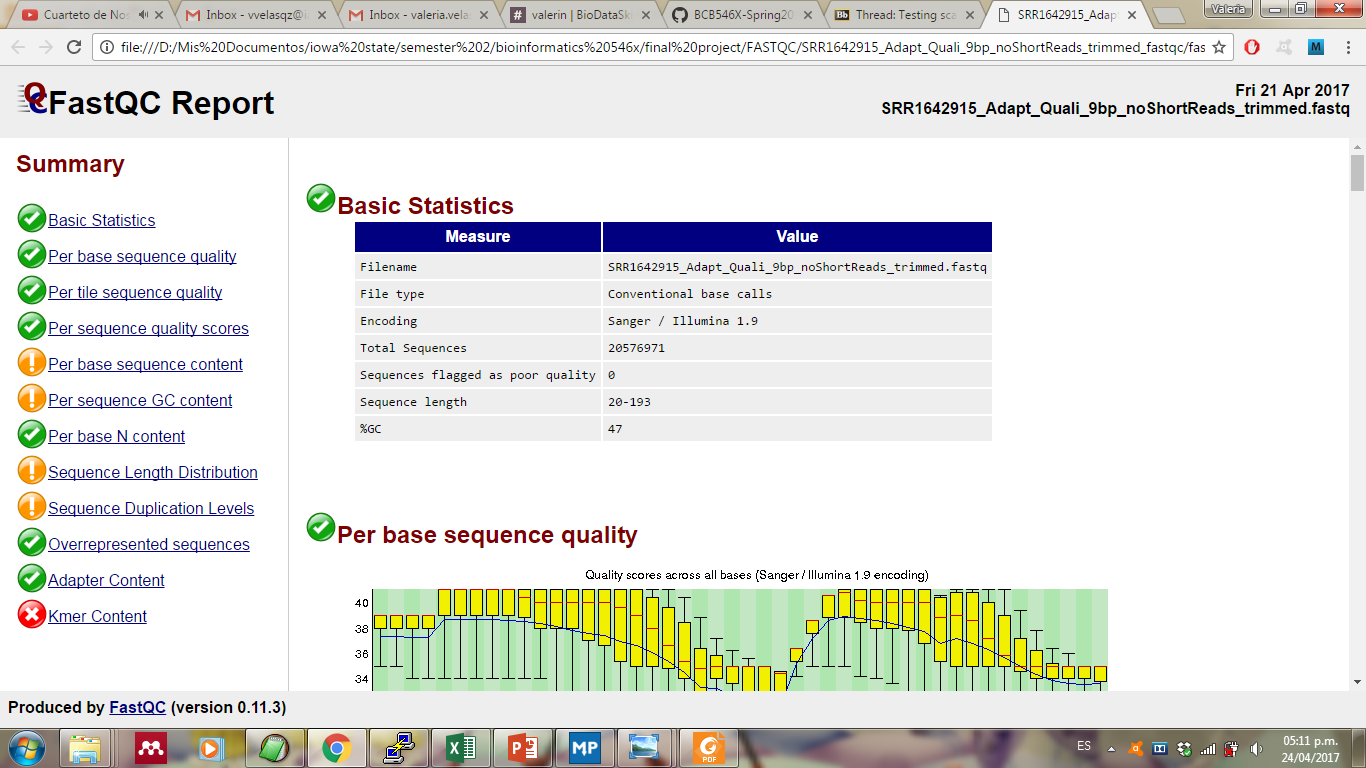 Cuarteto de Nos
Inbox - vvelasqz@i
Inbox - valeria.vela
valerin | BioDataSki
BCB546X-Spring20
Thread: Testing sca
SRR1642915_Adap
Valeria
file:///D:/Mis%20Documentos/iowa%20state/semester%202/bioinformatics%20546x/final%20project/FASTQC/SRR1642915_Adapt_Quali_9bp_noShortReads_trimmed_fastqc/fas
FastQC Report
Fri 21 Apr 2017
SRR1642915_Adapt_Quali_9bp_noShortReads_trimmed.fastq
Summary
Basic Statistics
Per base sequence quality
Per tile sequence quality
Per sequence quality scores
Per base sequence content
Per sequence GC content
Per base N content
Sequence Length Distribution
Sequence Duplication Levels
Overrepresented sequences
Adapter Content
Kmer Content
Basic Statistics
Measure Value
Filename SRR1642915_Adapt_Quali_9bp_noShortReads_trimmed.fastq
File type Conventional base calls
Encoding Sanger / Illumina 1.9
Total Sequences 20576971
Sequences flagged as poor quality 0
Sequence length 20-193
%GC 47
Per base sequence quality
Quality scores across all bases (Sanger / Illumina 1.9 encoding)
40
38
36
34
Produced by FastQC (version 0.11.3)
ES
05:11 p.m.
24/04/2017